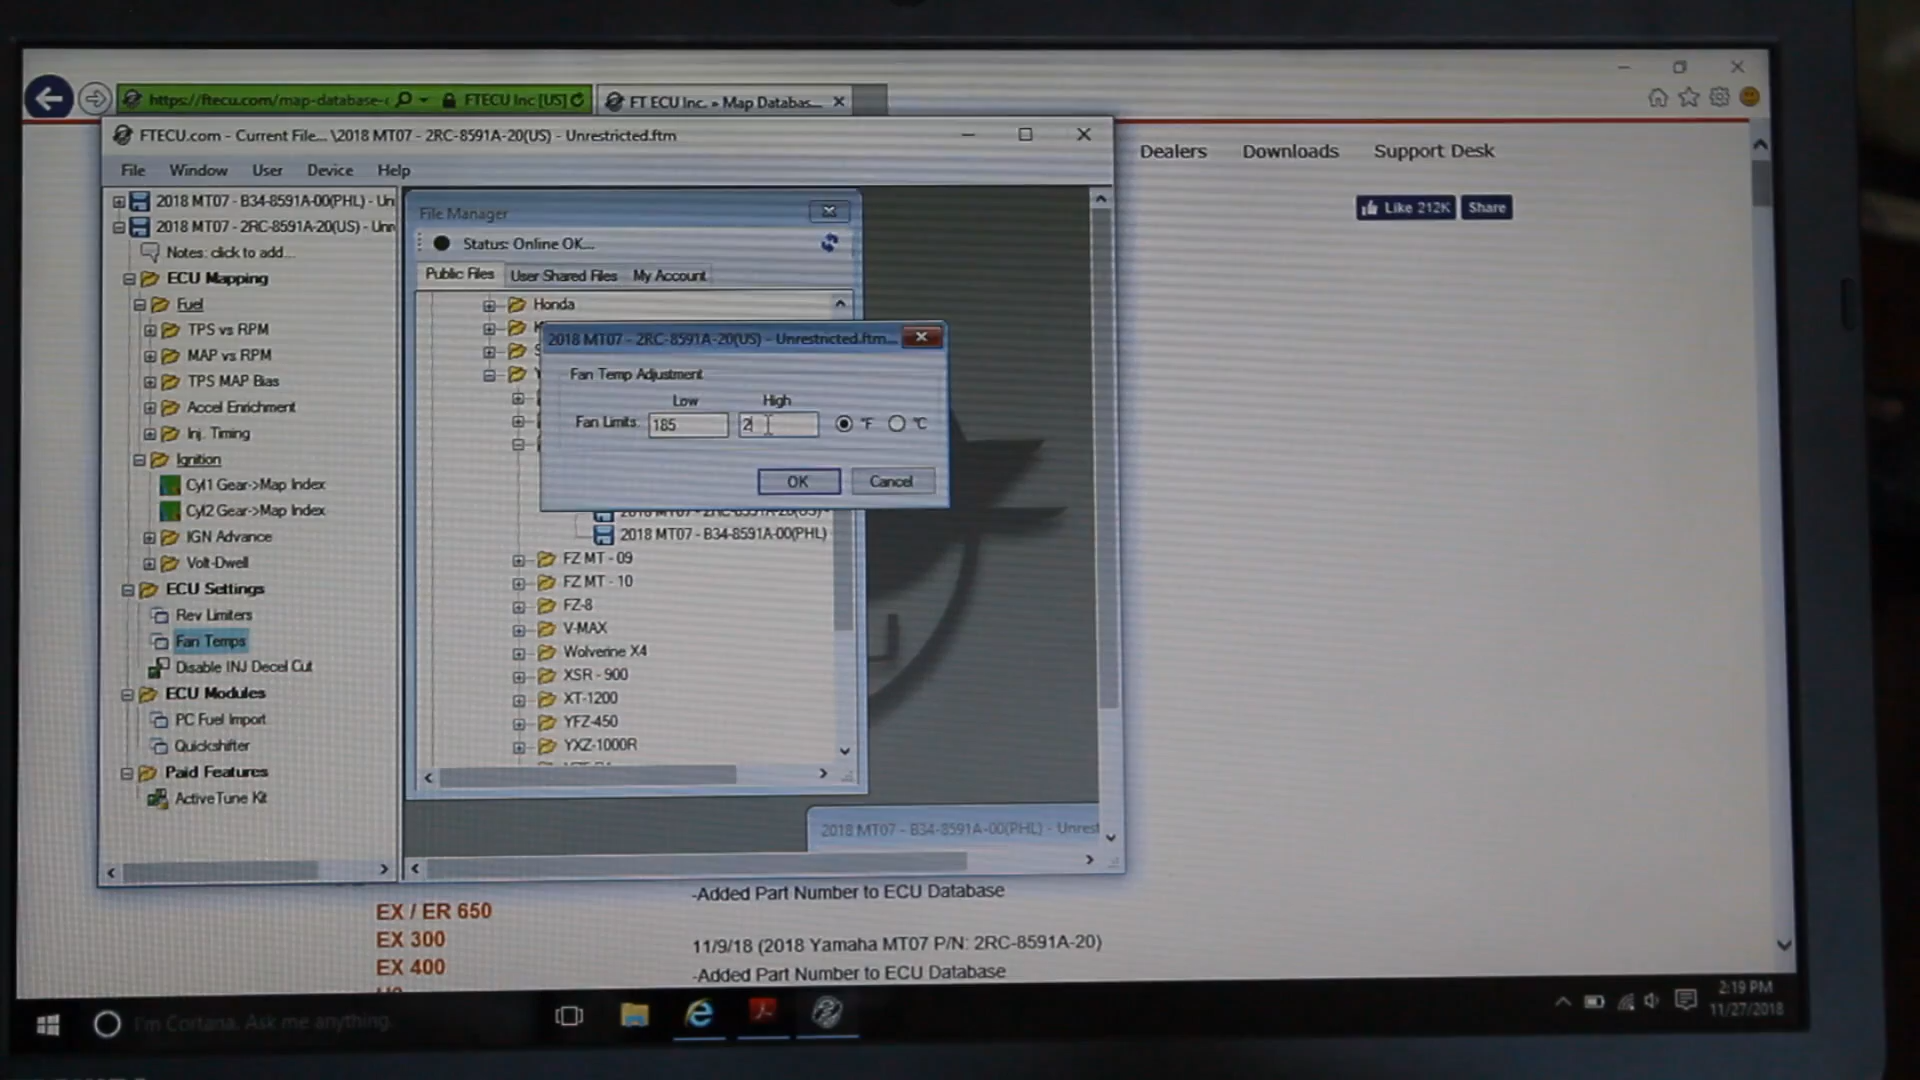 https://ftecu.com/map-database-
FTECU Inc [US]
FT ECU Inc. » Map Databas...
FTECU.com - Current File... \2018 MT07 - 2RC-8591A-20(US) - Unrestricted.ftm
File Window User Device Help
Dealers Downloads Support Desk
Like 212K Share
2018 MT07 - B34-8591A-00(PHL) - Un
2018 MT07 - 2RC-8591A-20(US) - Unr
Notes: click to add...
ECU Mapping
Fuel
TPS vs RPM
MAP vs RPM
TPS MAP Bias
Accel Enrichment
Inj. Timing
Ignition
Cyl1 Gear->Map Index
Cyl2 Gear->Map Index
IGN Advance
Volt-Dwell
ECU Settings
Rev Limiters
Fan Temps
Disable INJ Decel Cut
ECU Modules
PC Fuel Import
Quickshifter
Paid Features
ActiveTune Kit
File Manager
Status: Online OK...
Public Files User Shared Files My Account
Honda
2018 MT07 - 2RC-8591A-20(US) - Unrestricted.ftm...
Fan Temp Adjustment
Low High
Fan Limits: 185 2 °F °C
OK Cancel
2018 MT07 - 2RC-8591A-20(US) -
2018 MT07 - B34-8591A-00(PHL)
FZ MT - 09
FZ MT - 10
FZ-8
V-MAX
Wolverine X4
XSR - 900
XT-1200
YFZ-450
YXZ-1000R
2018 MT07 - B34-8591A-00(PHL) - Unrest
-Added Part Number to ECU Database
EX / ER 650
EX 300
EX 400
11/9/18 (2018 Yamaha MT07 P/N: 2RC-8591A-20)
-Added Part Number to ECU Database
I'm Cortana. Ask me anything.
2:19 PM
11/27/2018